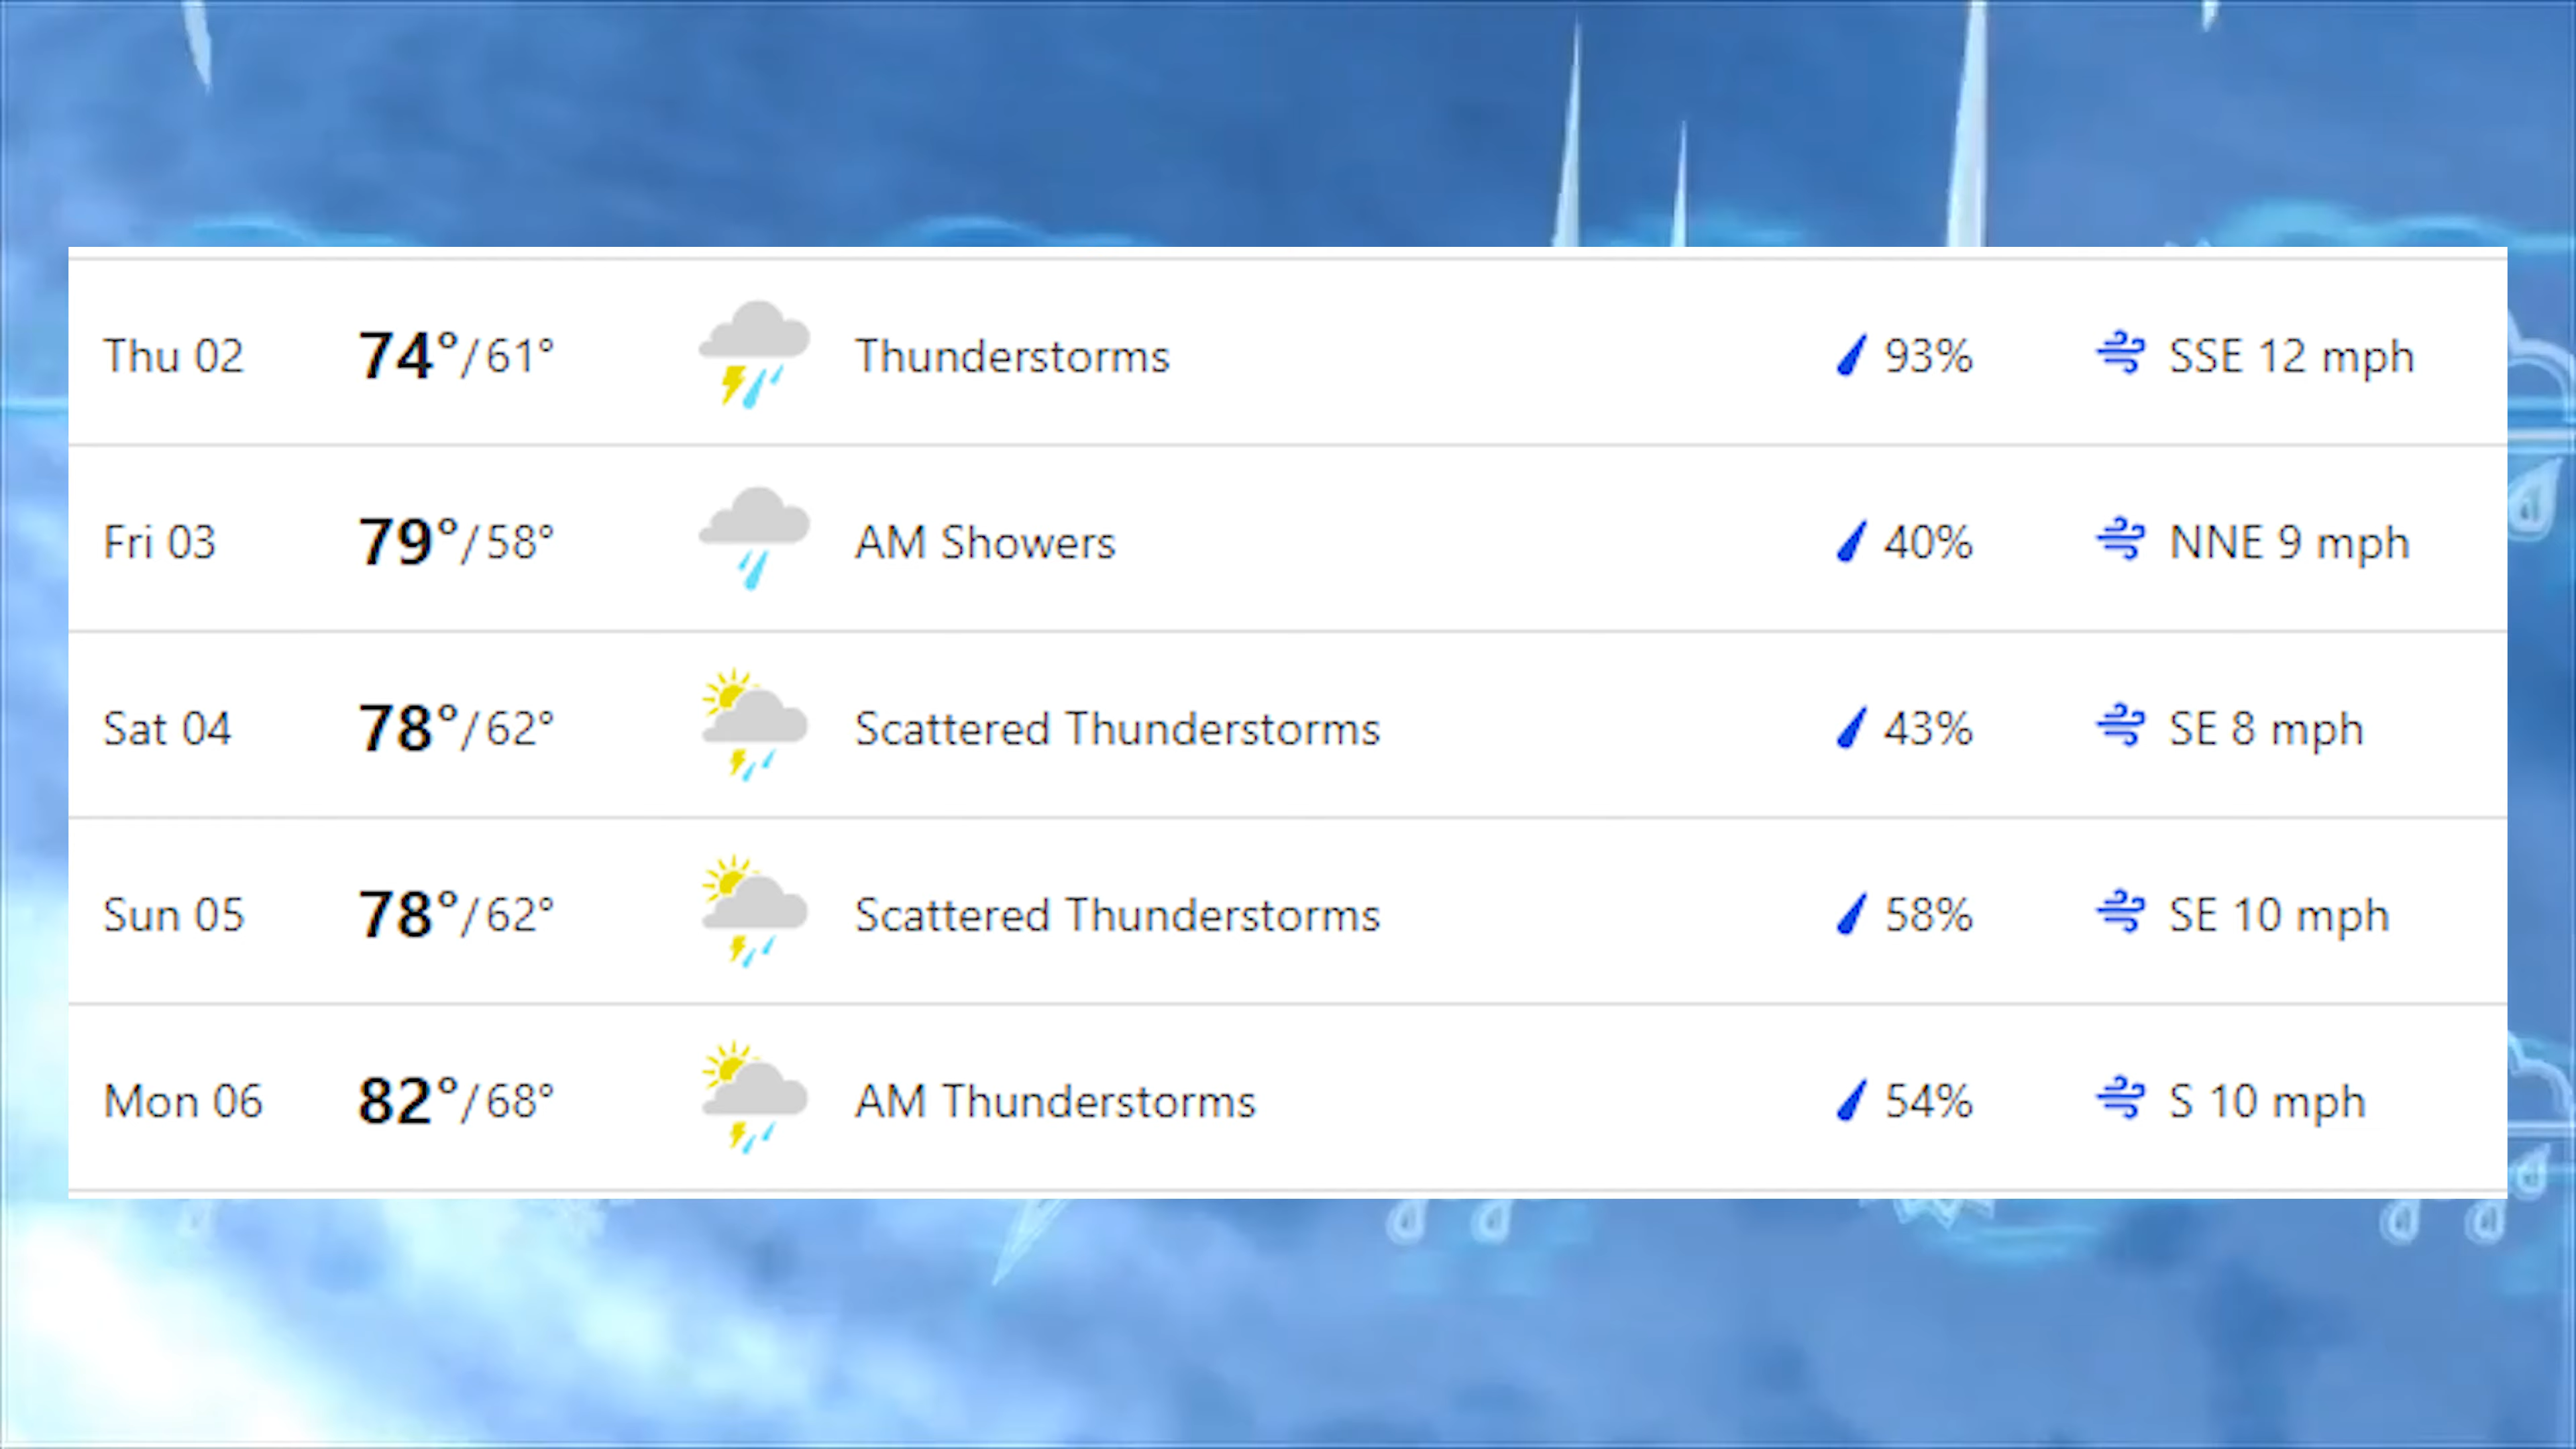 Thu 02 74°/61° Thunderstorms 93% SSE 12 mph
Fri 03 79°/58° AM Showers 40% NNE 9 mph
Sat 04 78°/62° Scattered Thunderstorms 43% SE 8 mph
Sun 05 78°/62° Scattered Thunderstorms 58% SE 10 mph
Mon 06 82°/68° AM Thunderstorms 54% S 10 mph